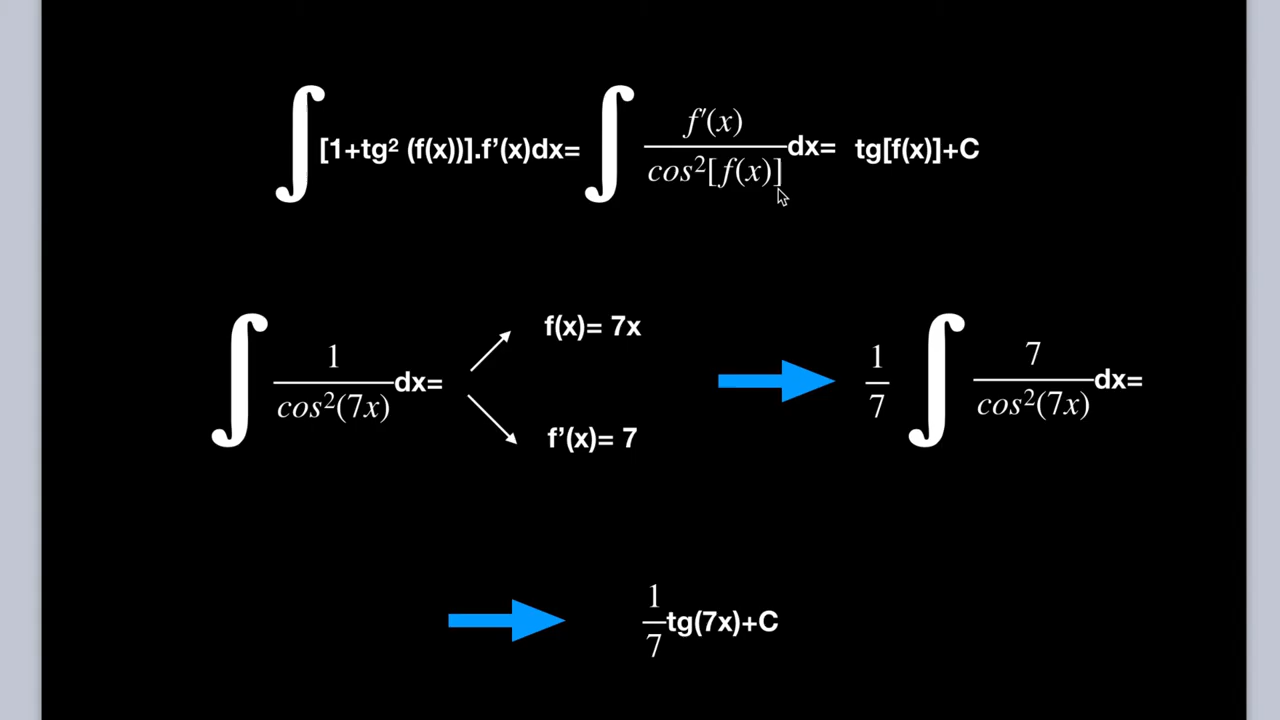 ∫ [1+tg² (f(x))].f’(x)dx= ∫ f′(x)/cos²[f(x)] dx= tg[f(x)]+C
f(x)= 7x
∫ 1/cos²(7x) dx=
f’(x)= 7
1/7 ∫ 7/cos²(7x) dx=
1/7 tg(7x)+C